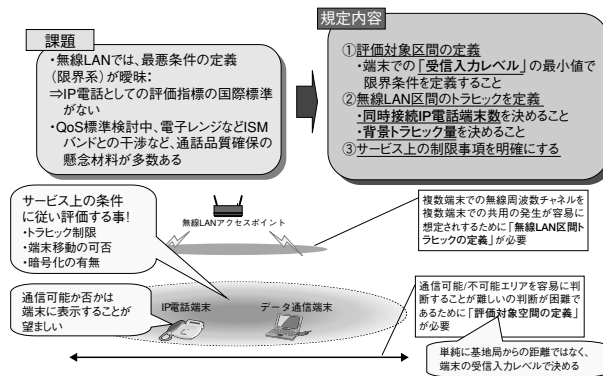 課題
・無線LANでは、最悪条件の定義
(限界系)が曖昧:
⇒IP電話としての評価指標の国際標準
がない
・QoS標準検討中、電子レンジなどISM
バンドとの干渉など、通話品質確保の
懸念材料が多数ある
規定内容
①評価対象区間の定義
・端末での「受信入力レベル」の最小値で
限界条件を定義すること
②無線LAN区間のトラヒックを定義
・同時接続IP電話端末数を決めること
・背景トラヒック量を決めること
③サービス上の制限事項を明確にする
サービス上の条件
に従い評価する事!
・トラヒック制限
・端末移動の可否
・暗号化の有無
無線LANアクセスポイント
複数端末での無線周波数チャネルを
複数端末での共用の発生が容易に
想定されるために「無線LAN区間ト
ラヒックの定義」が必要
通信可能か否かは
端末に表示することが
望ましい
IP電話端末
データ通信端末
通信可能/不可能エリアを容易に判
断することが難しいの判断が困難で
あるために「評価対象空間の定義」
が必要
単純に基地局からの距離ではなく、
端末の受信入力レベルで決める